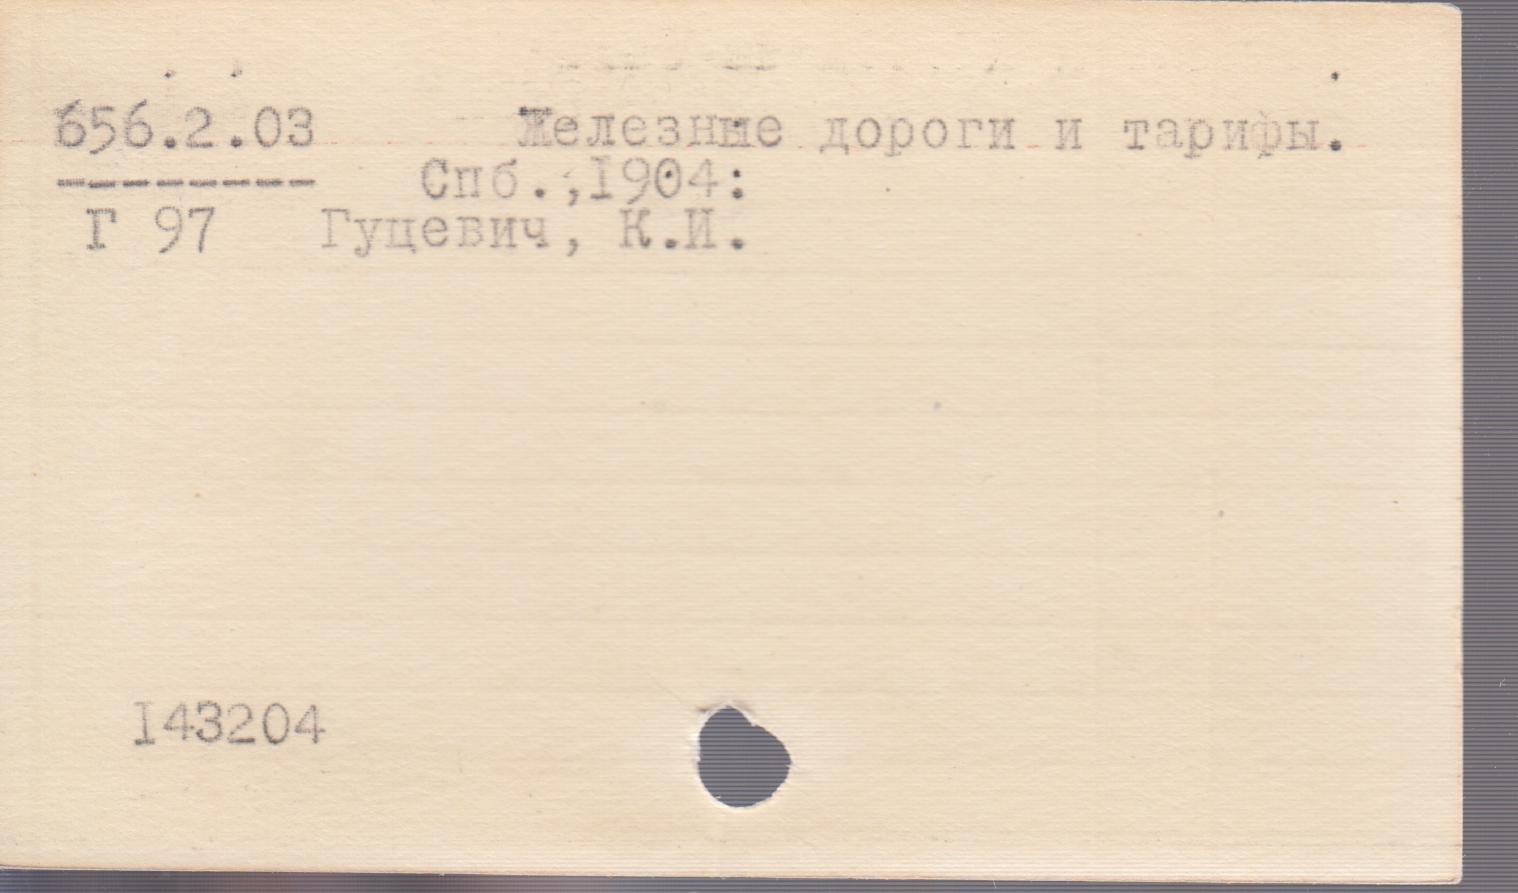 656.2.03 Железные дороги и тарифы.
-------- Спб.,1904:
Г 97 Гуцевич, К.И.
143204